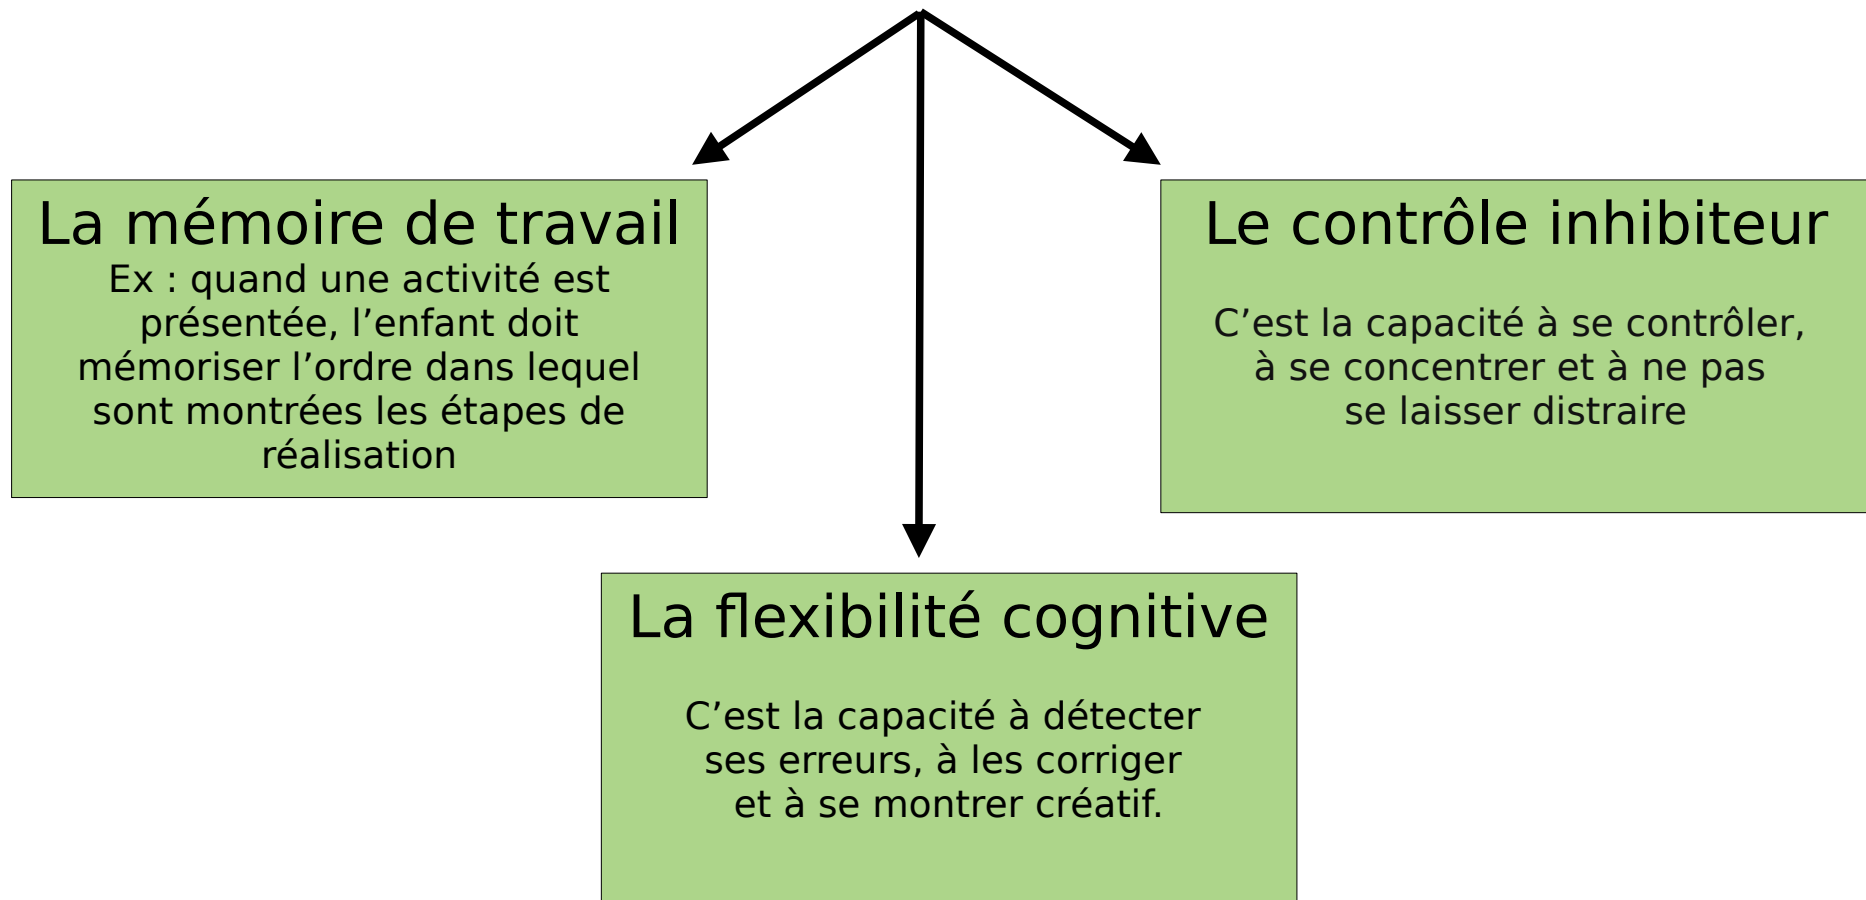 La mémoire de travail
Ex : quand une activité est
présentée, l’enfant doit
mémoriser l’ordre dans lequel
sont montrées les étapes de
réalisation
Le contrôle inhibiteur
C’est la capacité à se contrôler,
à se concentrer et à ne pas
se laisser distraire
La flexibilité cognitive
C’est la capacité à détecter
ses erreurs, à les corriger
et à se montrer créatif.